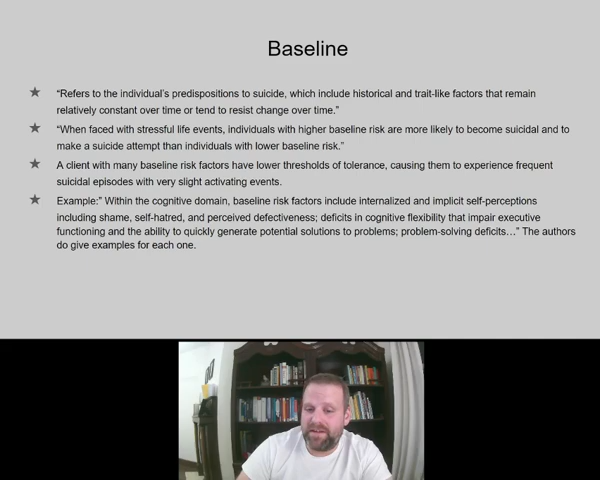 Baseline
“Refers to the individual’s predispositions to suicide, which include historical and trait-like factors that remain
relatively constant over time or tend to resist change over time.”
“When faced with stressful life events, individuals with higher baseline risk are more likely to become suicidal and to
make a suicide attempt than individuals with lower baseline risk.”
A client with many baseline risk factors have lower thresholds of tolerance, causing them to experience frequent
suicidal episodes with very slight activating events.
Example:” Within the cognitive domain, baseline risk factors include internalized and implicit self-perceptions
including shame, self-hatred, and perceived defectiveness; deficits in cognitive flexibility that impair executive
functioning and the ability to quickly generate potential solutions to problems; problem-solving deficits…” The authors
do give examples for each one.